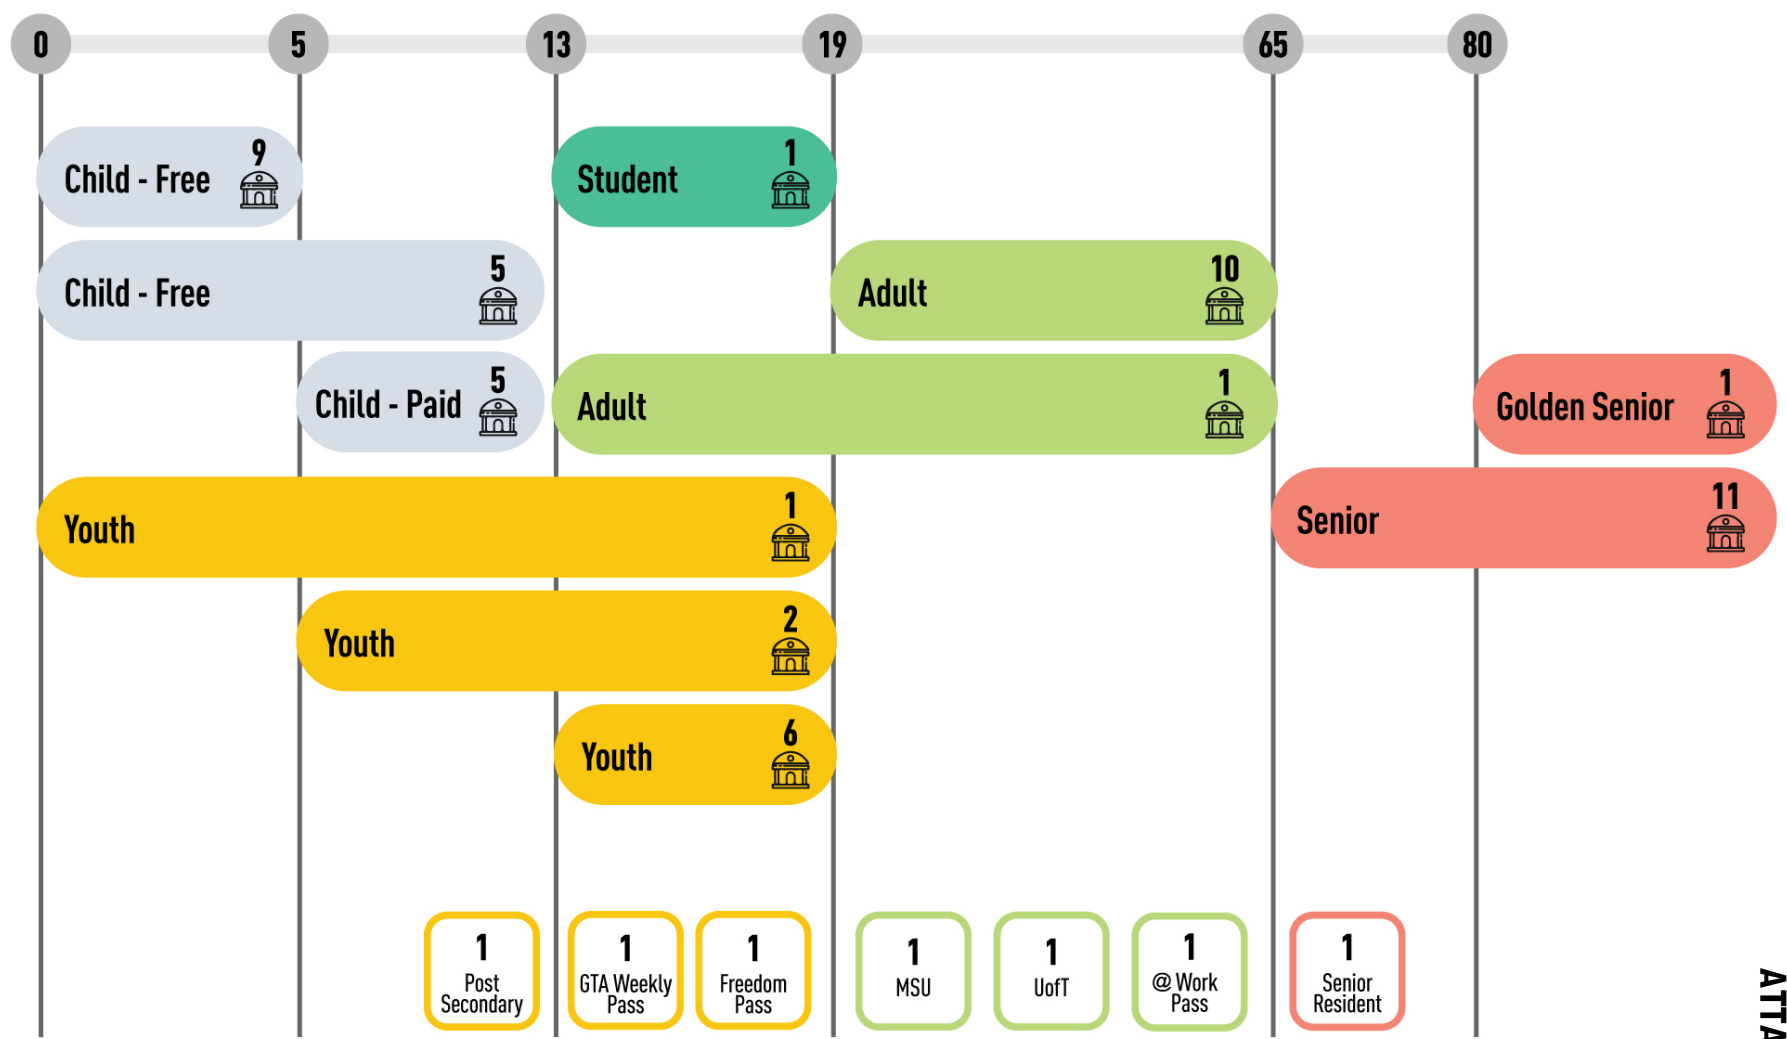 0 5 13 19 65 80
9
Child - Free
1
Student
5
Child - Free
10
Adult
5
Child - Paid
1
Adult
1
Golden Senior
1
Youth
11
Senior
2
Youth
6
Youth
1
Post
Secondary
1
GTA Weekly
Pass
1
Freedom
Pass
1
MSU
1
UofT
1
@ Work
Pass
1
Senior
Resident
ATTA